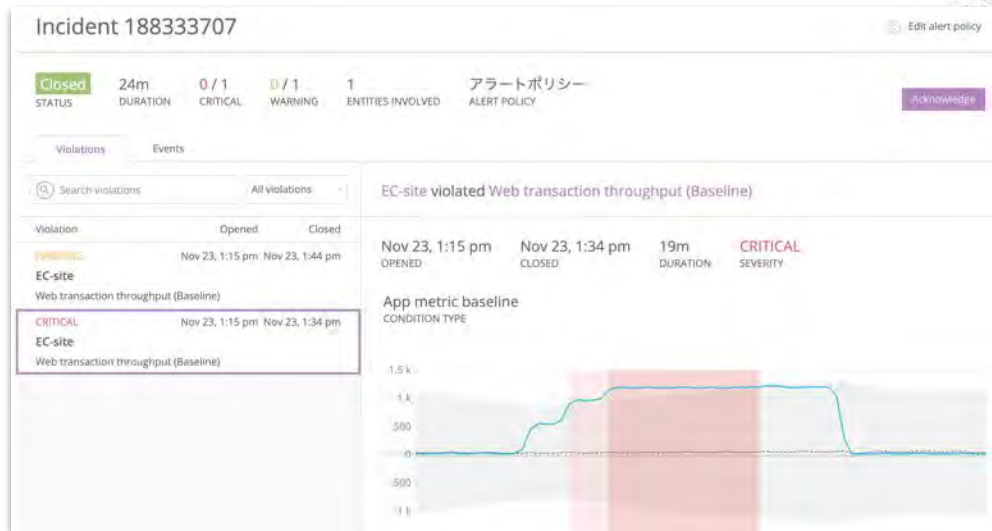 Incident 188333707
Edit alert policy
Closed 24m 0 / 1 0 / 1 1 アラートポリシー
STATUS DURATION CRITICAL WARNING ENTITIES INVOLVED ALERT POLICY
Acknowledge
Violations Events
Search violations All violations
Violation Opened Closed
WARNING Nov 23, 1:15 pm Nov 23, 1:44 pm
EC-site
Web transaction throughput (Baseline)
CRITICAL Nov 23, 1:15 pm Nov 23, 1:34 pm
EC-site
Web transaction throughput (Baseline)
EC-site violated Web transaction throughput (Baseline)
Nov 23, 1:15 pm Nov 23, 1:34 pm 19m CRITICAL
OPENED CLOSED DURATION SEVERITY
App metric baseline
CONDITION TYPE
1.5 k
1 k
500
0
-500
-1 k